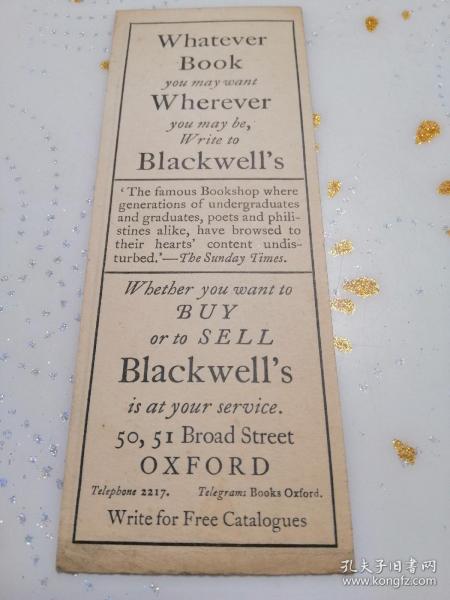 Whatever
Book
you may want
Wherever
you may be,
Write to
Blackwell's
'The famous Bookshop where
generations of undergraduates
and graduates, poets and phili-
stines alike, have browsed to
their hearts' content undis-
turbed.'—The Sunday Times.
Whether you want to
BUY
or to SELL
Blackwell's
is at your service.
50, 51 Broad Street
OXFORD
Telephone 2217. Telegrams Books Oxford.
Write for Free Catalogues
孔夫子旧书网
www.kongfz.com